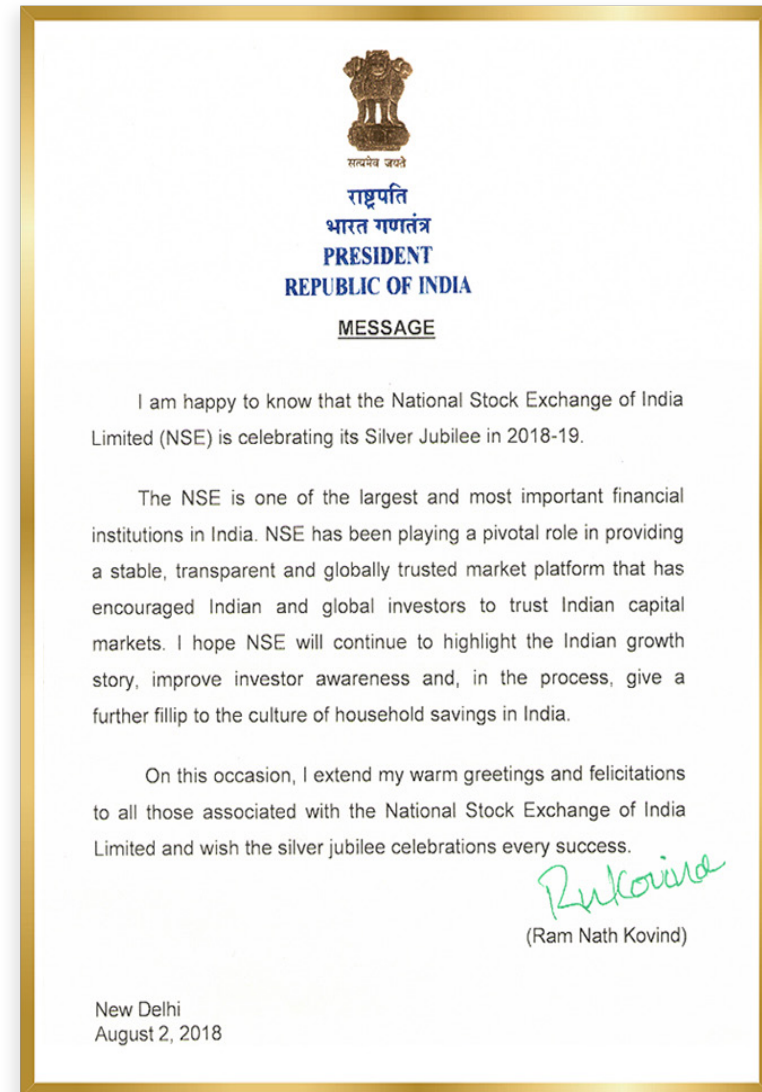 सत्यमेव जयते
राष्ट्रपति
भारत गणतंत्र
PRESIDENT
REPUBLIC OF INDIA
MESSAGE
I am happy to know that the National Stock Exchange of India
Limited (NSE) is celebrating its Silver Jubilee in 2018-19.
The NSE is one of the largest and most important financial
institutions in India. NSE has been playing a pivotal role in providing
a stable, transparent and globally trusted market platform that has
encouraged Indian and global investors to trust Indian capital
markets. I hope NSE will continue to highlight the Indian growth
story, improve investor awareness and, in the process, give a
further fillip to the culture of household savings in India.
On this occasion, I extend my warm greetings and felicitations
to all those associated with the National Stock Exchange of India
Limited and wish the silver jubilee celebrations every success.
RnKovind
(Ram Nath Kovind)
New Delhi
August 2, 2018